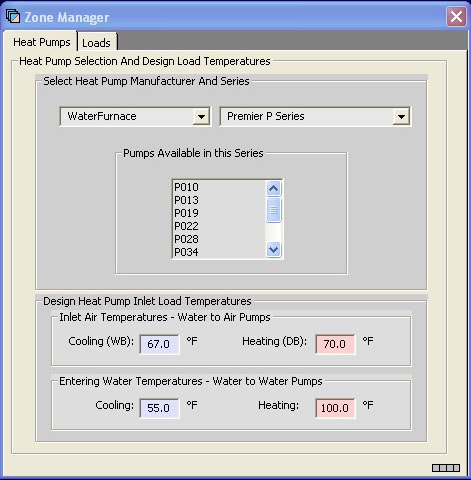 Zone Manager
Heat Pumps Loads
Heat Pump Selection And Design Load Temperatures
Select Heat Pump Manufacturer And Series
WaterFurnace Premier P Series
Pumps Available in this Series
P010
P013
P019
P022
P028
P034
Design Heat Pump Inlet Load Temperatures
Inlet Air Temperatures - Water to Air Pumps
Cooling (WB): 67.0 °F Heating (DB): 70.0 °F
Entering Water Temperatures - Water to Water Pumps
Cooling: 55.0 °F Heating: 100.0 °F